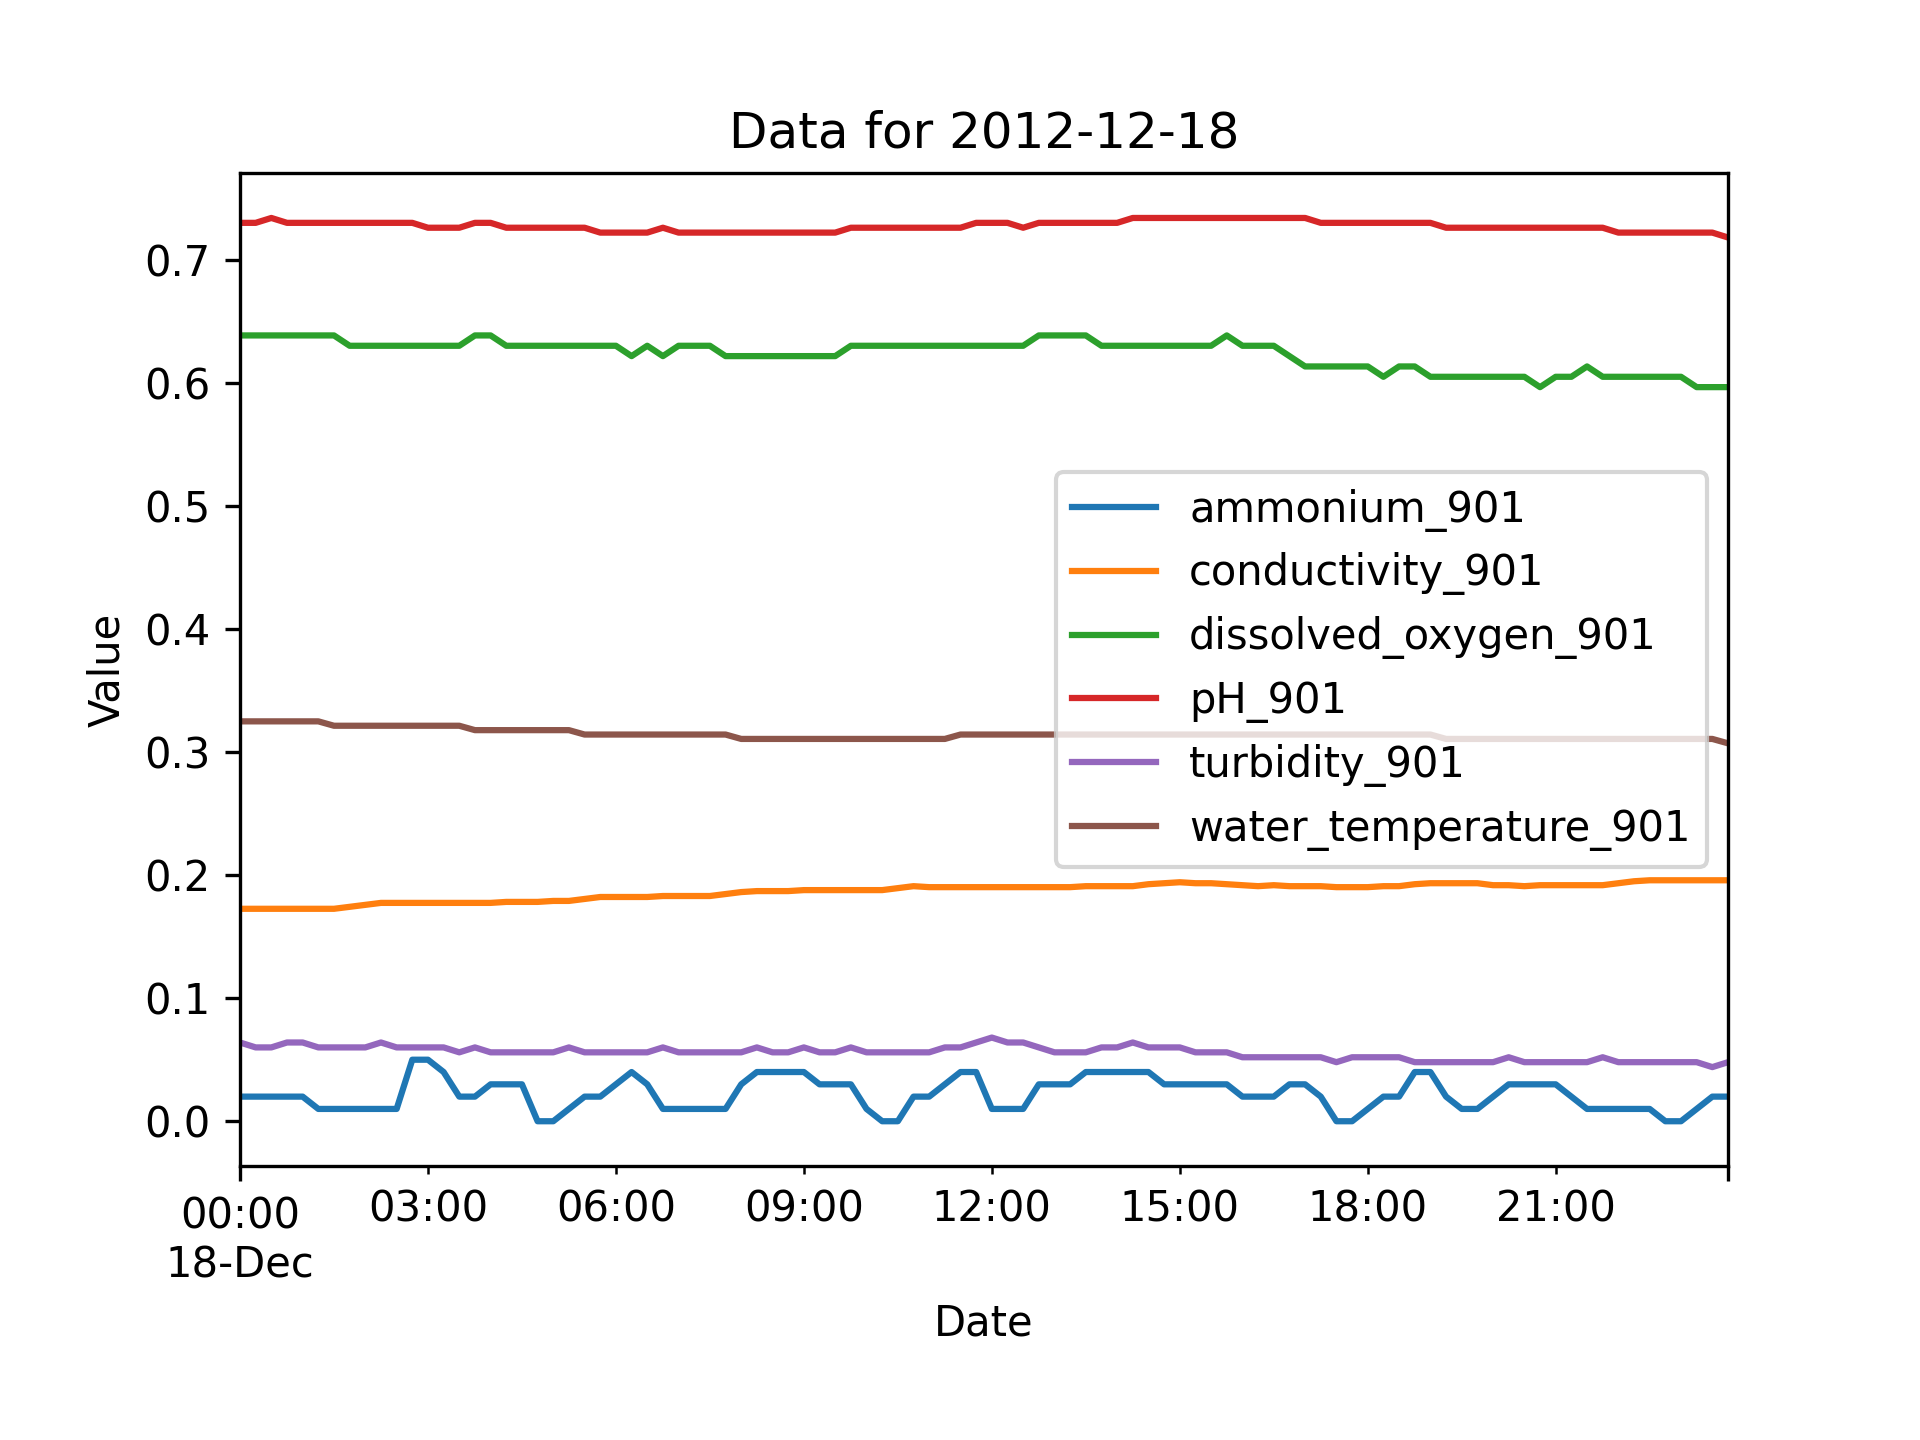 Data for 2012-12-18
Value
0.7
0.6
0.5
0.4
0.3
0.2
0.1
0.0
ammonium_901
conductivity_901
dissolved_oxygen_901
pH_901
turbidity_901
water_temperature_901
00:00 03:00 06:00 09:00 12:00 15:00 18:00 21:00
18-Dec
Date